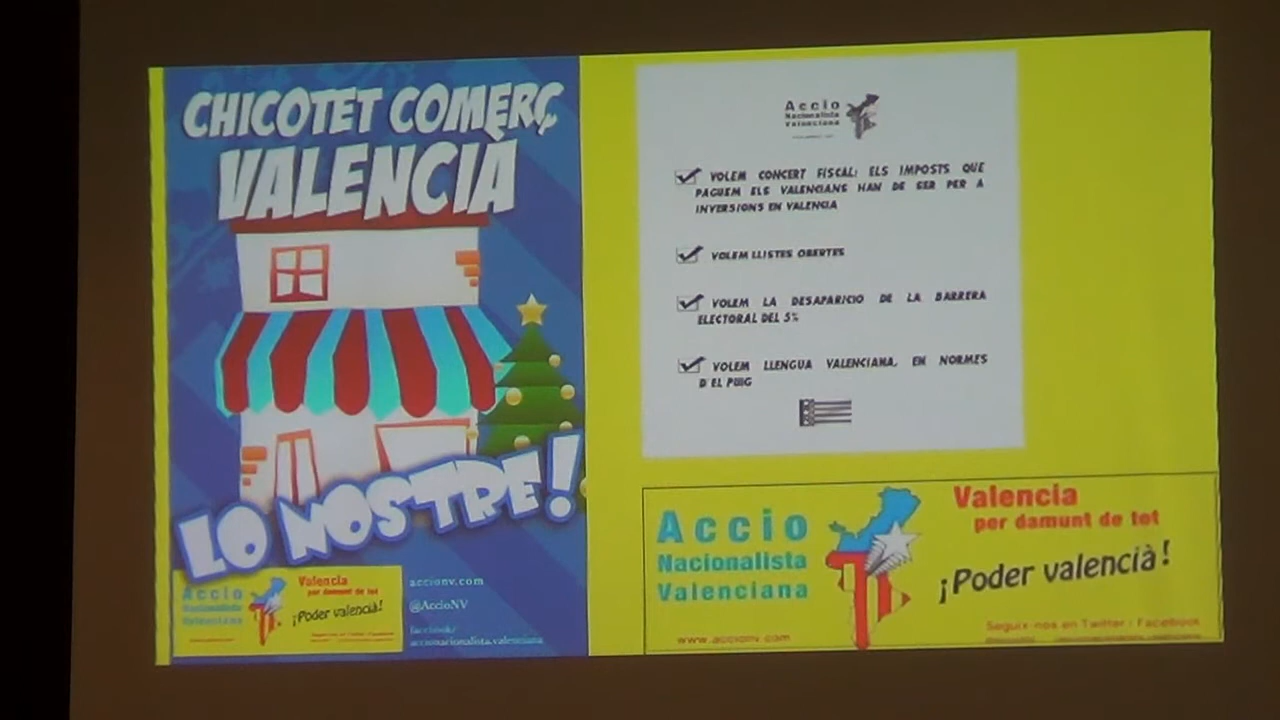 CHICOTET COMERÇ
VALENCIÀ
LO NOSTRE!
Accio
Nacionalista
Valenciana
Valencia
per damunt de tot
¡Poder valencià!
accionv.com
@AccioNV
facebook/
accionacionalista.valenciana
Accio
Nacionalista
Valenciana
VOLEM CONCERT FISCAL: ELS IMPOSTS QUE
PAGUEM ELS VALENCIANS HAN DE SER PER A
INVERSIONS EN VALENCIA
VOLEM LLISTES OBERTES
VOLEM LA DESAPARICIO DE LA BARRERA
ELECTORAL DEL 5%
VOLEM LLENGUA VALENCIANA, EN NORMES
D'EL PUIG
Accio
Nacionalista
Valenciana
www.accionv.com
Valencia
per damunt de tot
¡Poder valencià!
Seguix-nos en Twitter i Facebook